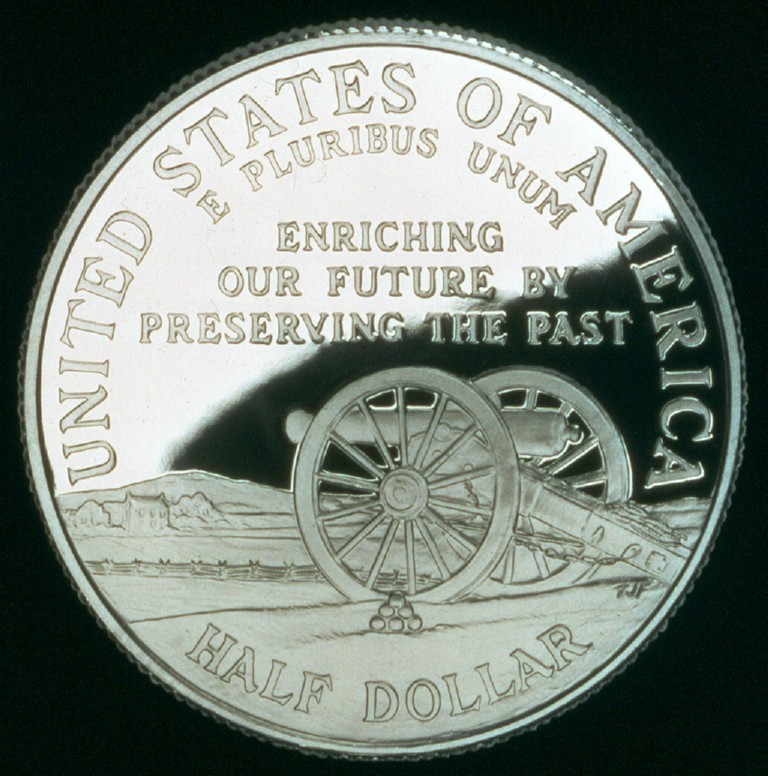 UNITED STATES OF AMERICA
E PLURIBUS UNUM
ENRICHING
OUR FUTURE BY
PRESERVING THE PAST
HALF DOLLAR